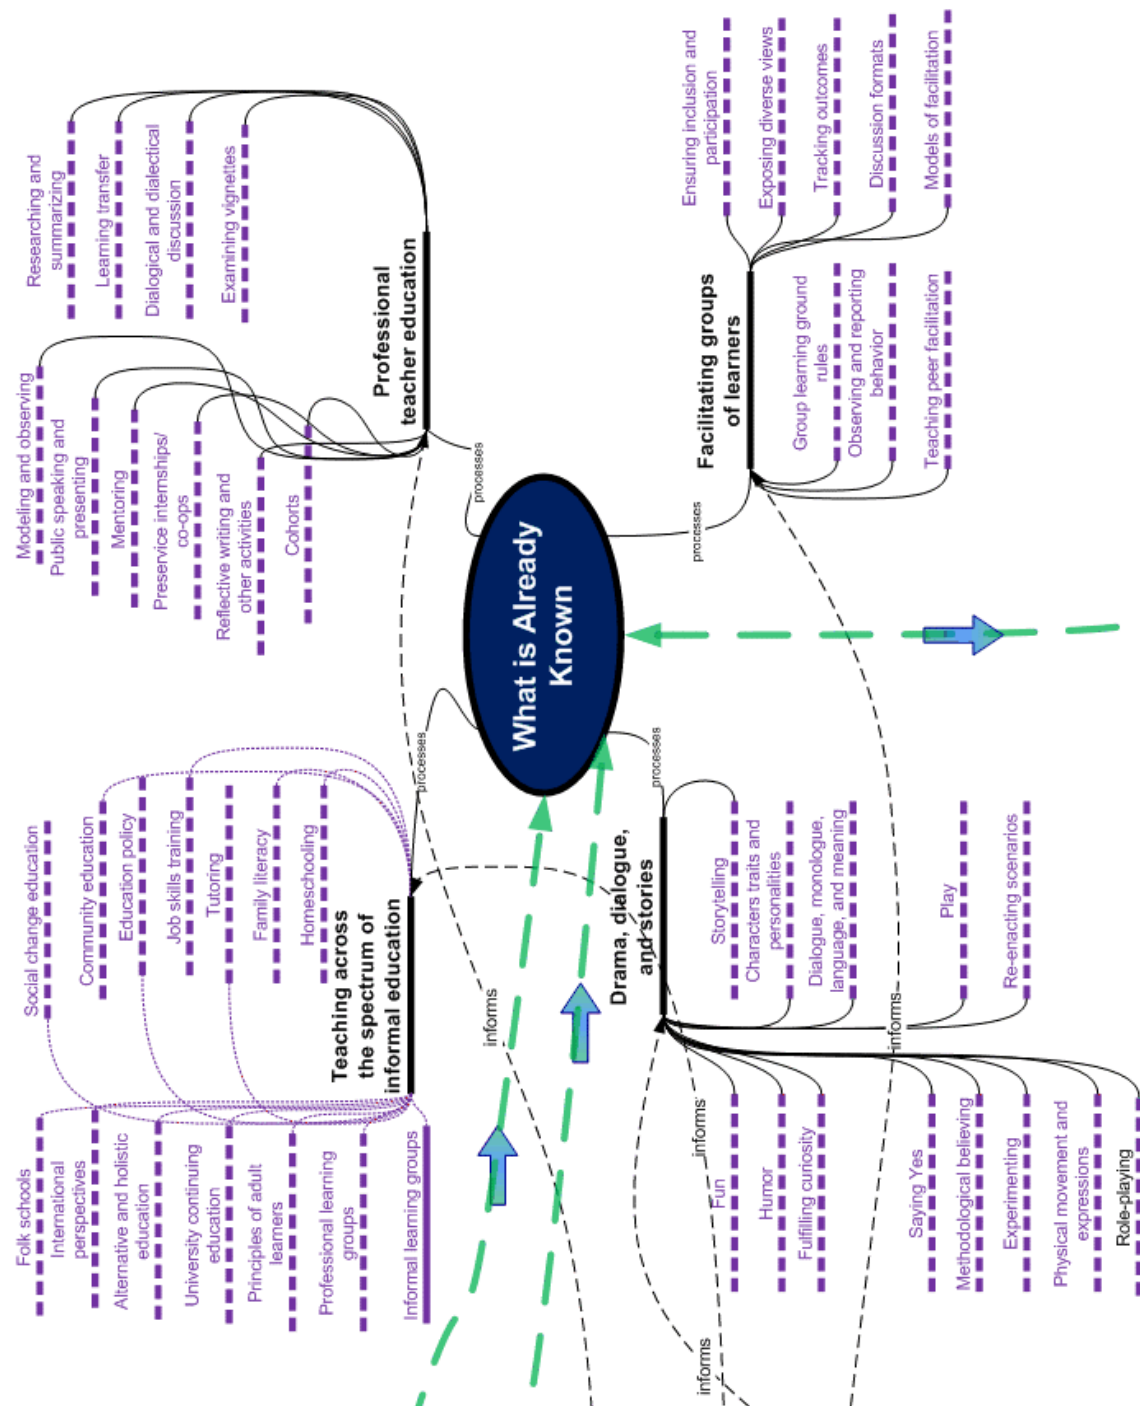 What is Already
Known
processes
Professional
teacher education
Researching and
summarizing
Learning transfer
Dialogical and dialectical
discussion
Examining vignettes
Modeling and observing
Public speaking and
presenting
Mentoring
Preservice internships/
co-ops
Reflective writing and
other activities
Cohorts
processes
Facilitating groups
of learners
Ensuring inclusion and
participation
Exposing diverse views
Tracking outcomes
Discussion formats
Models of facilitation
Group learning ground
rules
Observing and reporting
behavior
Teaching peer facilitation
processes
Teaching across
the spectrum of
informal education
Social change education
Community education
Education policy
Job skills training
Tutoring
Family literacy
Homeschooling
Folk schools
International
perspectives
Alternative and holistic
education
University continuing
education
Principles of adult
learners
Professional learning
groups
Informal learning groups
processes
Drama, dialogue,
and stories
Storytelling
Characters traits and
personalities
Dialogue, monologue,
language, and meaning
Play
Re-enacting scenarios
Fun
Humor
Fulfilling curiosity
Saying Yes
Methodological believing
Experimenting
Physical movement and
expressions
Role-playing
informs
informs
informs
informs